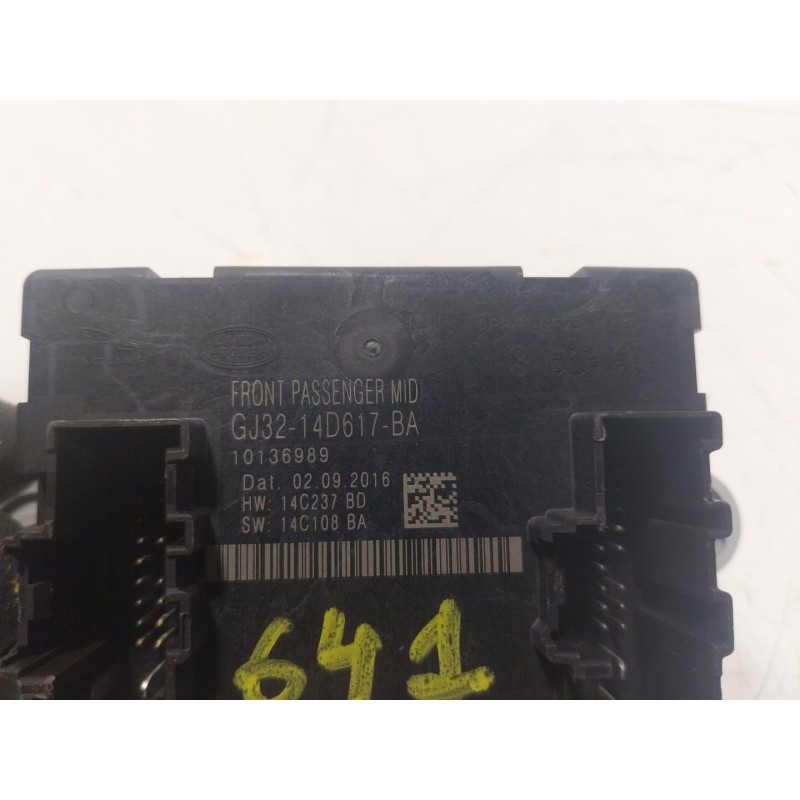 FRONT PASSENGER MID
GJ32-14D617-BA
10136989
Dat. 02.09.2016
HW: 14C237 BD
SW: 14C108 BA
641